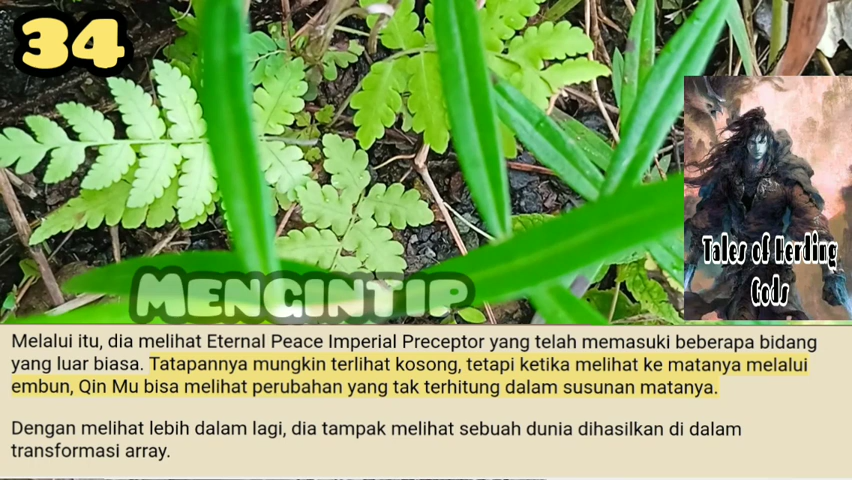 34
Tales of Herding
Gods
MENGINTIP
Melalui itu, dia melihat Eternal Peace Imperial Preceptor yang telah memasuki beberapa bidang
yang luar biasa. Tatapannya mungkin terlihat kosong, tetapi ketika melihat ke matanya melalui
embun, Qin Mu bisa melihat perubahan yang tak terhitung dalam susunan matanya.
Dengan melihat lebih dalam lagi, dia tampak melihat sebuah dunia dihasilkan di dalam
transformasi array.